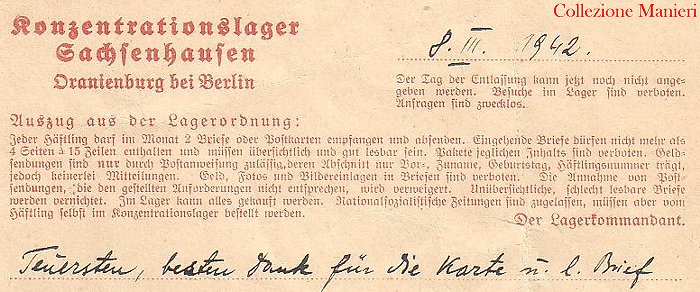 Collezione Manieri
Konzentrationslager
Sachsenhausen
Oranienburg bei Berlin
8. III. 1942.
Der Tag der Entlassung kann jetzt noch nicht ange-
geben werden. Besuche im Lager sind verboten.
Anfragen sind zwecklos.
Auszug aus der Lagerordnung:
Jeder Häftling darf im Monat 2 Briefe oder Postkarten empfangen und absenden. Eingehende Briefe dürfen nicht mehr als
4 Seiten à 15 Zeilen enthalten und müssen übersichtlich und gut lesbar sein. Pakete jeglichen Inhalts sind verboten. Geld-
sendungen sind nur durch Postanweisung zulässig, deren Abschnitt nur Vor-, Zuname, Geburtstag, Häftlingsnummer trägt,
jedoch keinerlei Mitteilungen. Geld, Fotos und Bildereinlagen in Briefen sind verboten. Die Annahme von Post-
sendungen, die den gestellten Anforderungen nicht entsprechen, wird verweigert. Unübersichtliche, schlecht lesbare Briefe
werden vernichtet. Im Lager kann alles gekauft werden. Nationalsozialistische Zeitungen sind zugelassen, müssen aber vom
Häftling selbst im Konzentrationslager bestellt werden.
Der Lagerkommandant.
Teuersten, besten Dank für die Karte u. l. Brief